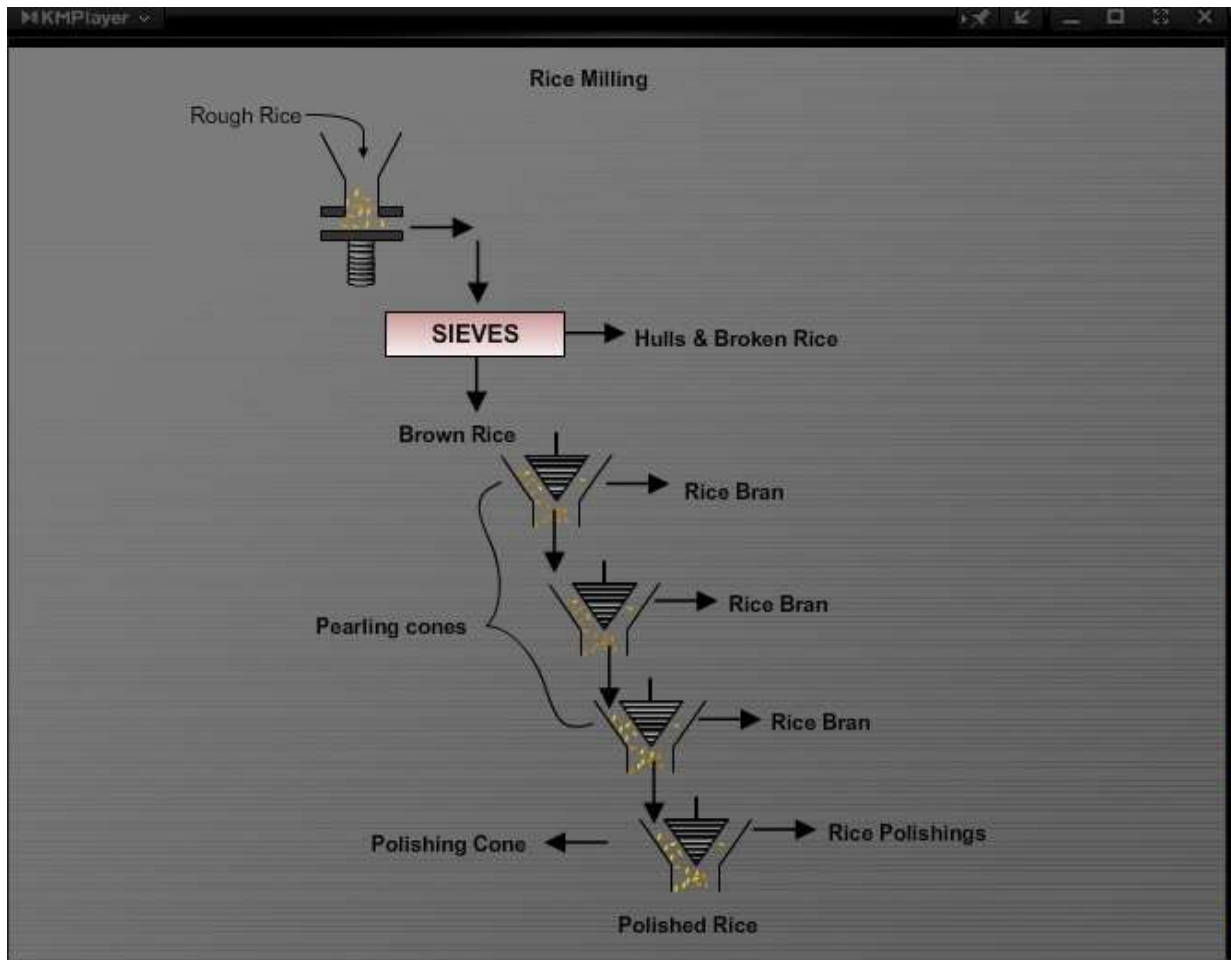 KMPlayer
Rice Milling
Rough Rice
SIEVES
Hulls & Broken Rice
Brown Rice
Rice Bran
Rice Bran
Pearling cones
Rice Bran
Polishing Cone
Rice Polishings
Polished Rice